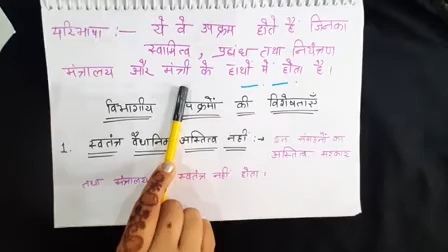 परिभाषा :- ये वे उपक्रम होते हैं जिनका
स्वामित्व, प्रबंध तथा नियंत्रण
मंत्रालय और मंत्री के हाथो में होता है।
विभागीय उपक्रमों की विशेषताएँ
1. स्वतंत्र वैधानिक अस्तित्व नहीं :- इन संगठनों का
अस्तित्व सरकार
तथा मंत्रालय स्वतंत्र नहीं होता।